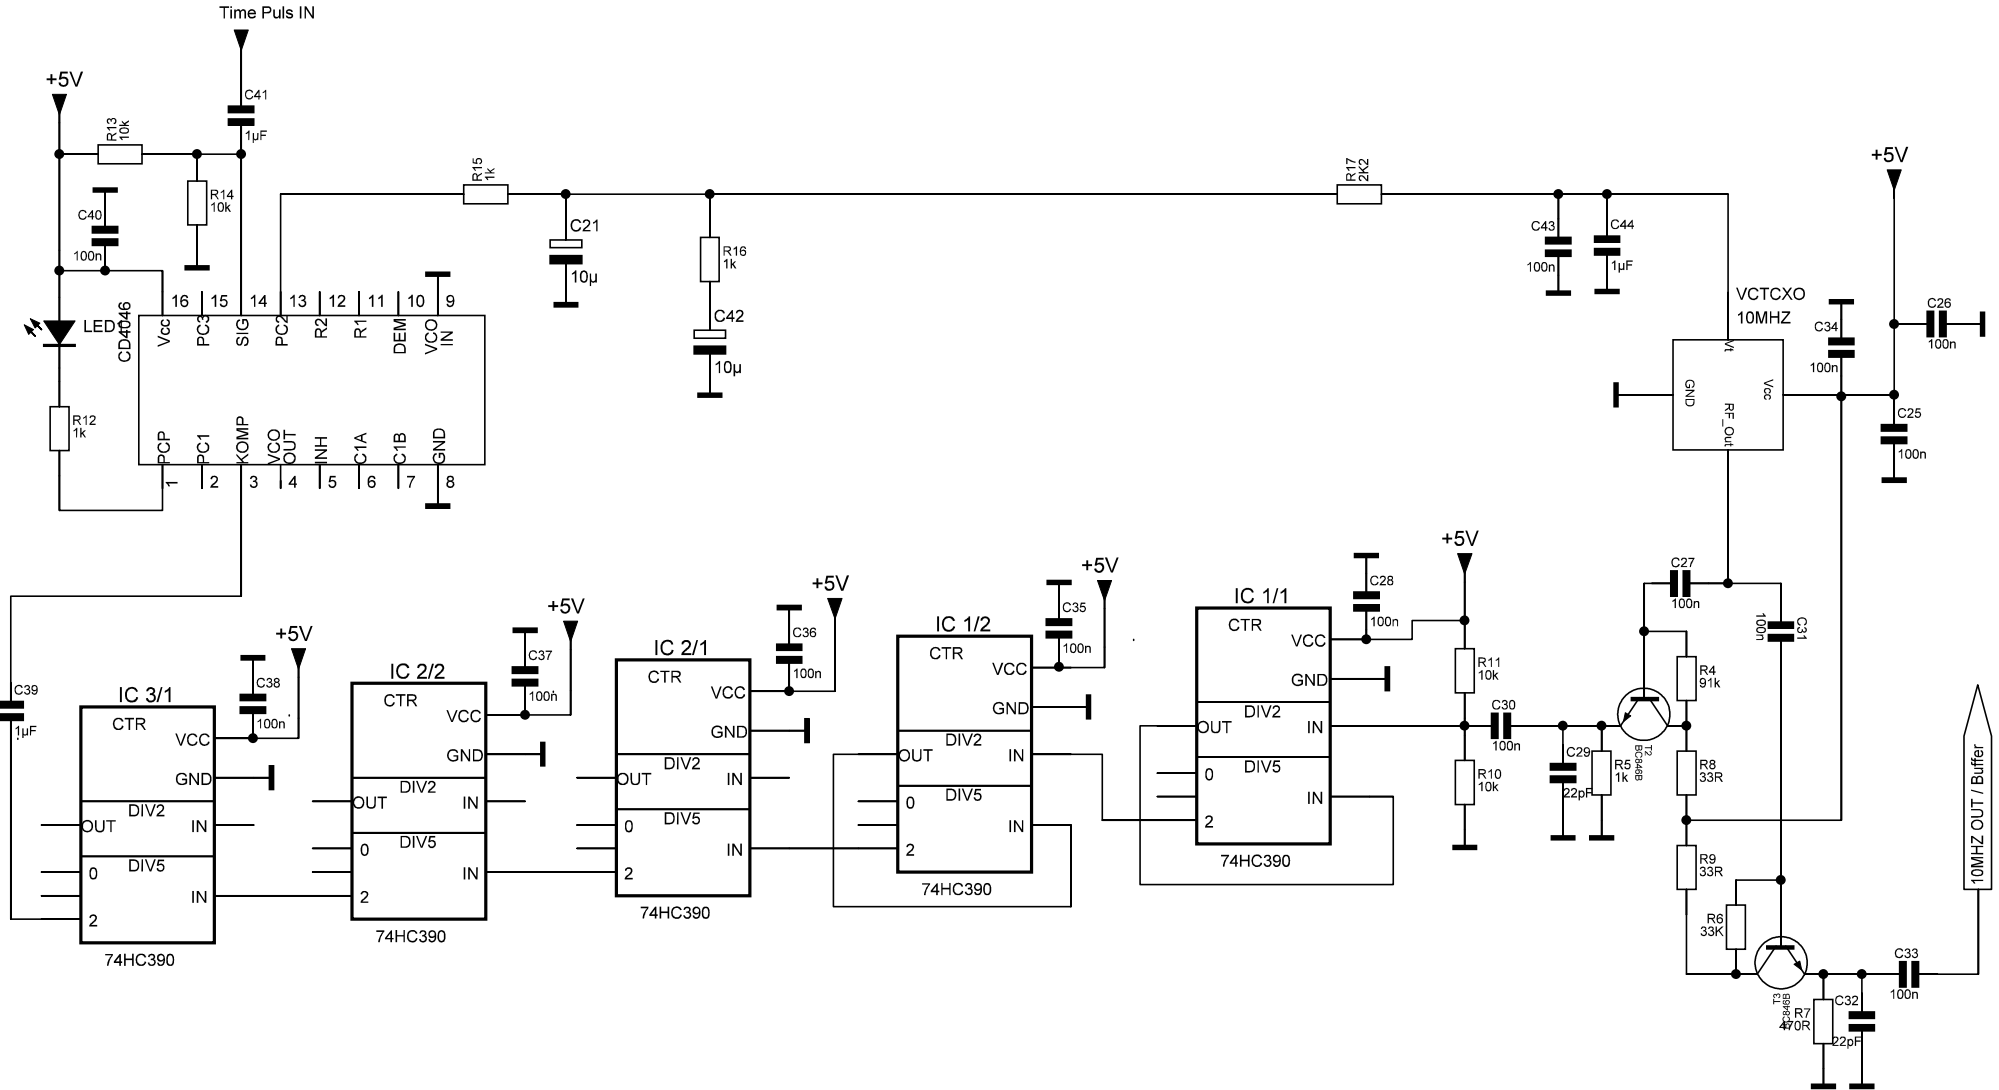 Time Puls IN
+5V
C41
1µF
R13
10k
R14
10k
C40
100n
R15
1k
C21
10µ
R16
1k
C42
10µ
R17
2K2
C43
100n
C44
1µF
+5V
VCTCXO
10MHZ
C34
100n
C26
100n
C25
100n
Vt
GND
Vcc
RF_Out
LED
CD4046
16 15 14 13 12 11 10 9
Vcc PC3 SIG PC2 R2 R1 DEM VCO IN
R12
1k
PCP PC1 KOMP VCO OUT INH C1A C1B GND
1 2 3 4 5 6 7 8
C39
1µF
IC 3/1
CTR
VCC
GND
DIV2
OUT IN
DIV5
0
IN
2
74HC390
C38
100n
+5V
IC 2/2
CTR
VCC
GND
DIV2
OUT IN
DIV5
0
IN
2
74HC390
C37
100n
+5V
IC 2/1
CTR
VCC
GND
DIV2
OUT IN
DIV5
0
IN
2
74HC390
C36
100n
+5V
IC 1/2
CTR
VCC
GND
DIV2
OUT IN
DIV5
0
IN
2
74HC390
C35
100n
+5V
IC 1/1
CTR
VCC
GND
DIV2
OUT IN
DIV5
0
IN
2
74HC390
C28
100n
+5V
R11
10k
R10
10k
C30
100n
C29
22pF
R5
1k
T2
BC846B
C27
100n
C31
100n
R4
91k
R8
33R
R9
33R
R6
33K
T3
BC846B
R7
470R
C32
22pF
C33
100n
10MHZ OUT / Buffer